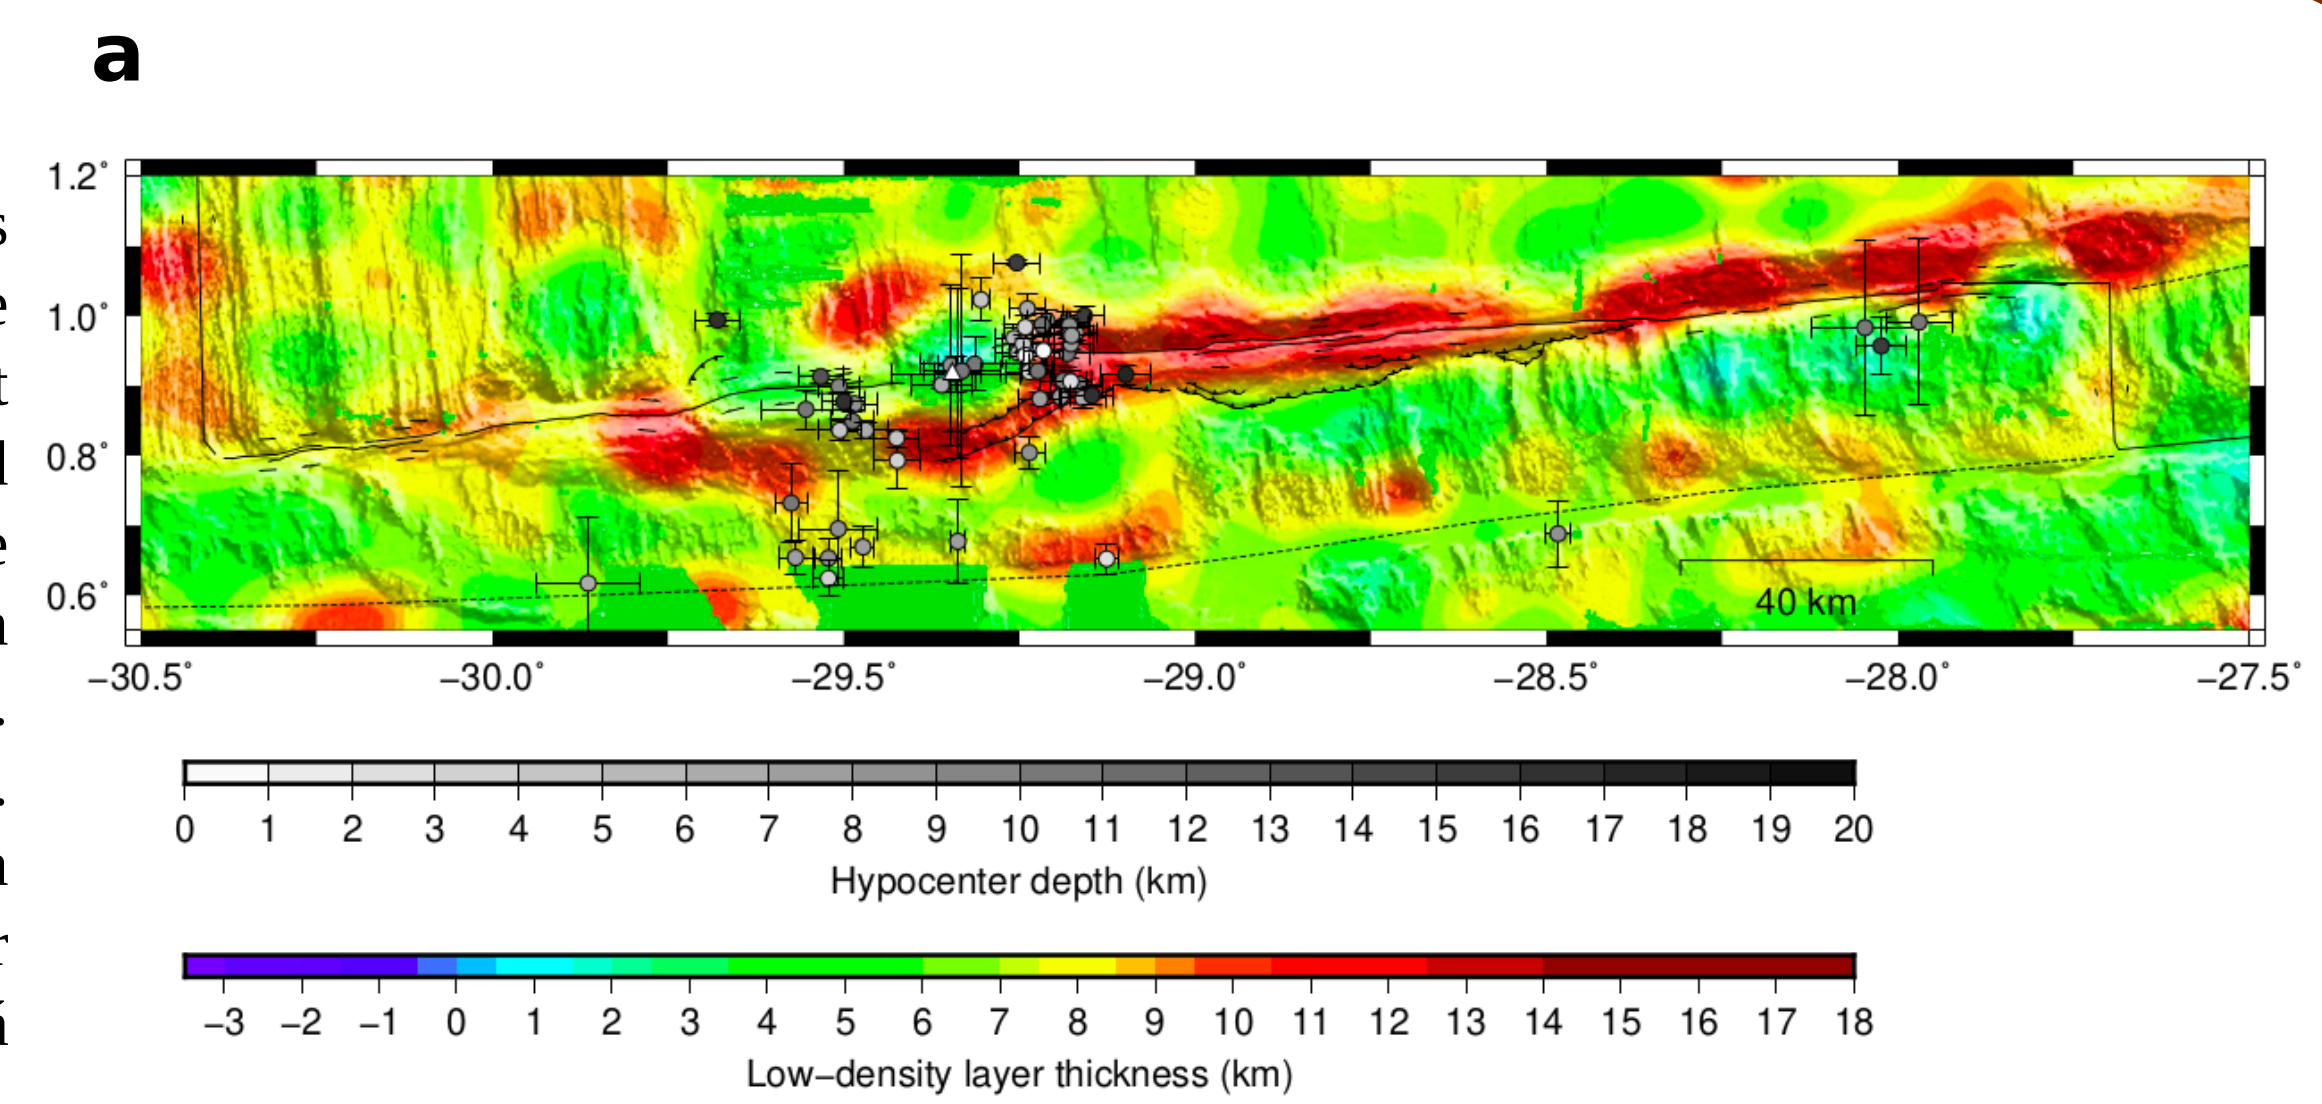 a
1.2°
1.0°
0.8°
0.6°
40 km
−30.5° −30.0° −29.5° −29.0° −28.5° −28.0° −27.5°
0 1 2 3 4 5 6 7 8 9 10 11 12 13 14 15 16 17 18 19 20
Hypocenter depth (km)
−3 −2 −1 0 1 2 3 4 5 6 7 8 9 10 11 12 13 14 15 16 17 18
Low−density layer thickness (km)